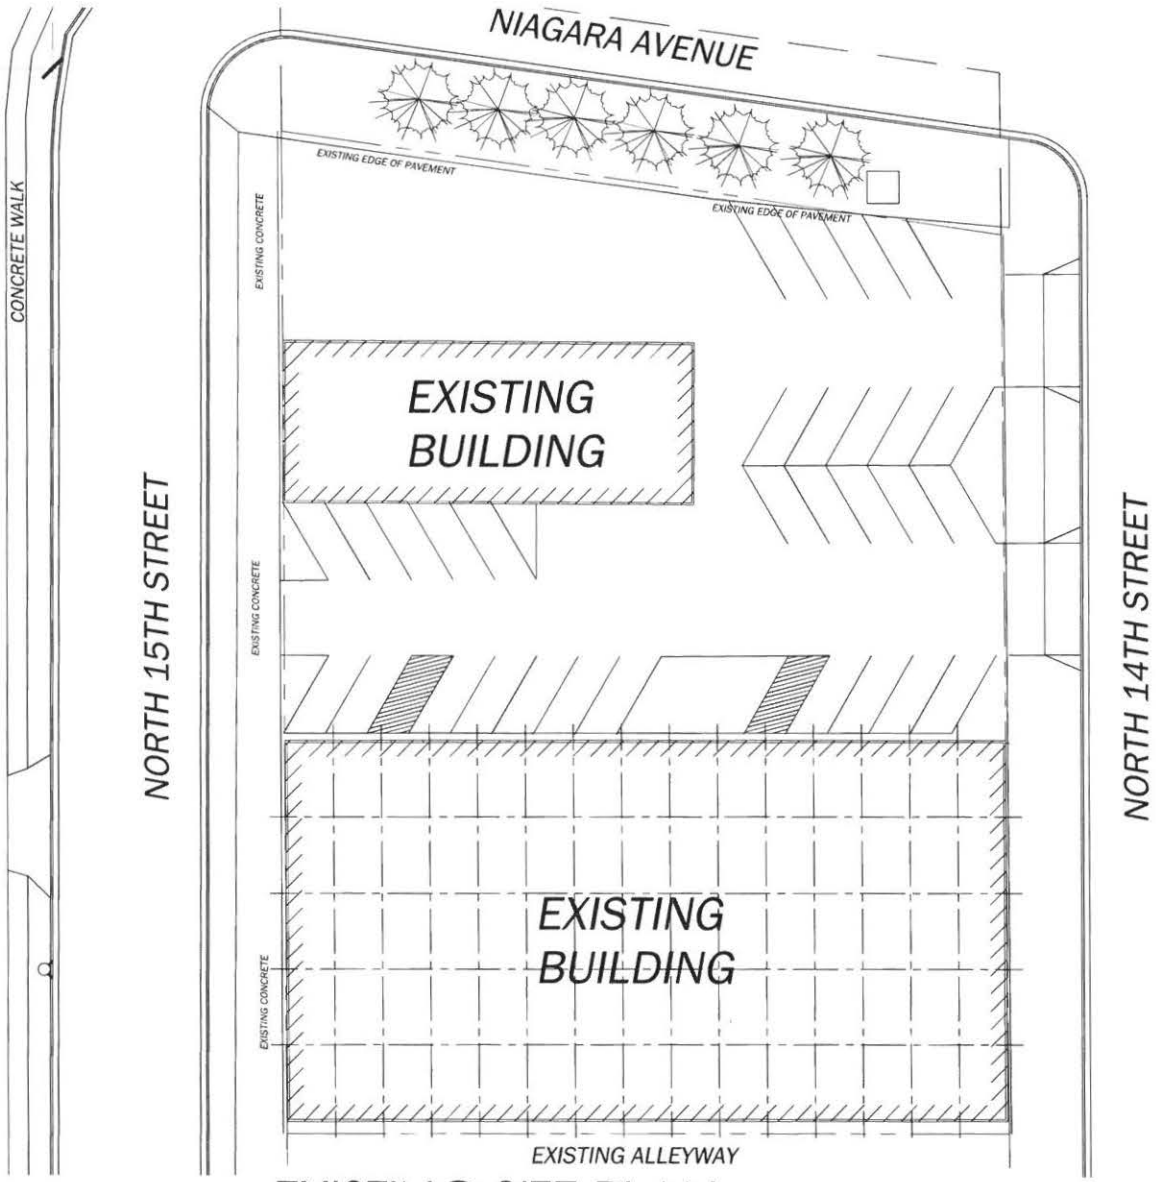 NIAGARA AVENUE
EXISTING EDGE OF PAVEMENT
EXISTING EDGE OF PAVEMENT
CONCRETE WALK
EXISTING CONCRETE
EXISTING
BUILDING
NORTH 15TH STREET
NORTH 14TH STREET
EXISTING CONCRETE
EXISTING
BUILDING
EXISTING CONCRETE
EXISTING ALLEYWAY